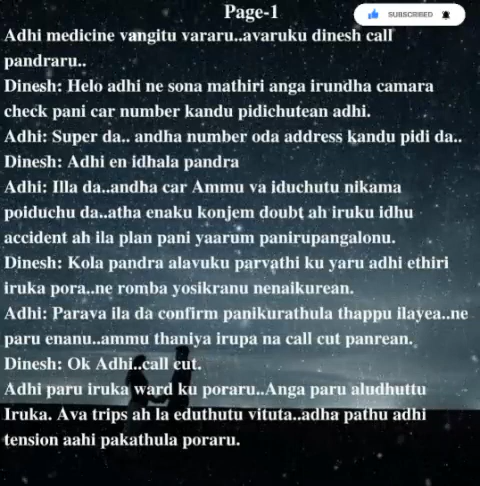 Page-1
SUBSCRIBED
Adhi medicine vangitu vararu..avaruku dinesh call
pandraru..
Dinesh: Helo adhi ne sona mathiri anga irundha camara
check pani car number kandu pidichutean adhi.
Adhi: Super da.. andha number oda address kandu pidi da..
Dinesh: Adhi en idhala pandra
Adhi: Illa da..andha car Ammu va iduchutu nikama
poiduchu da..atha enaku konjem doubt ah iruku idhu
accident ah ila plan pani yaarum panirupangalonu.
Dinesh: Kola pandra alavuku parvathi ku yaru adhi ethiri
iruka pora..ne romba yosikranu nenaikurean.
Adhi: Parava ila da confirm panikurathula thappu ilayea..ne
paru enanu..ammu thaniya irupa na call cut panrean.
Dinesh: Ok Adhi..call cut.
Adhi paru iruka ward ku poraru..Anga paru aludhuttu
Iruka. Ava trips ah la eduthutu vituta..adha pathu adhi
tension aahi pakathula poraru.